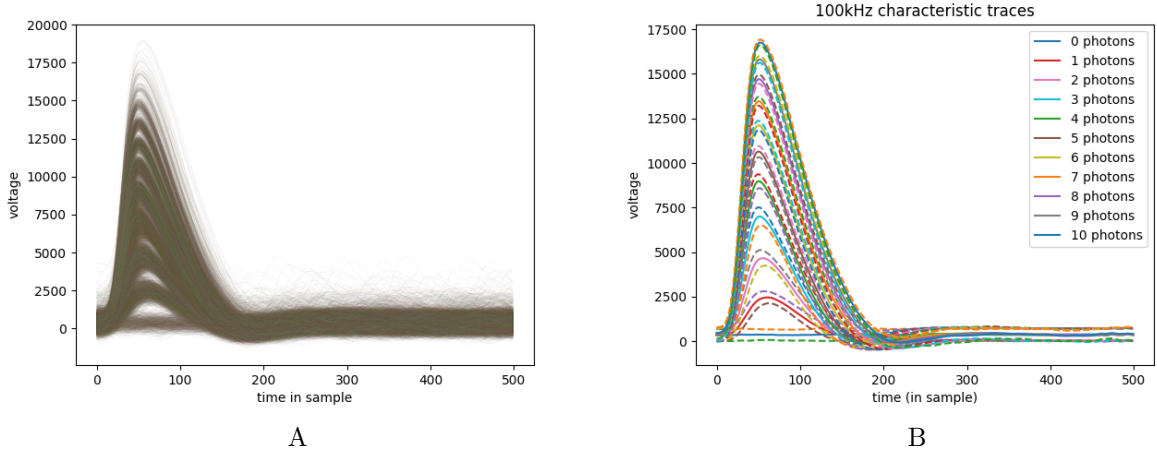 20000
17500
15000
12500
10000
7500
5000
2500
0
voltage
0 100 200 300 400 500
time in sample
A
100kHz characteristic traces
17500
15000
12500
10000
7500
5000
2500
0
voltage
0 photons
1 photons
2 photons
3 photons
4 photons
5 photons
6 photons
7 photons
8 photons
9 photons
10 photons
0 100 200 300 400 500
time (in sample)
B